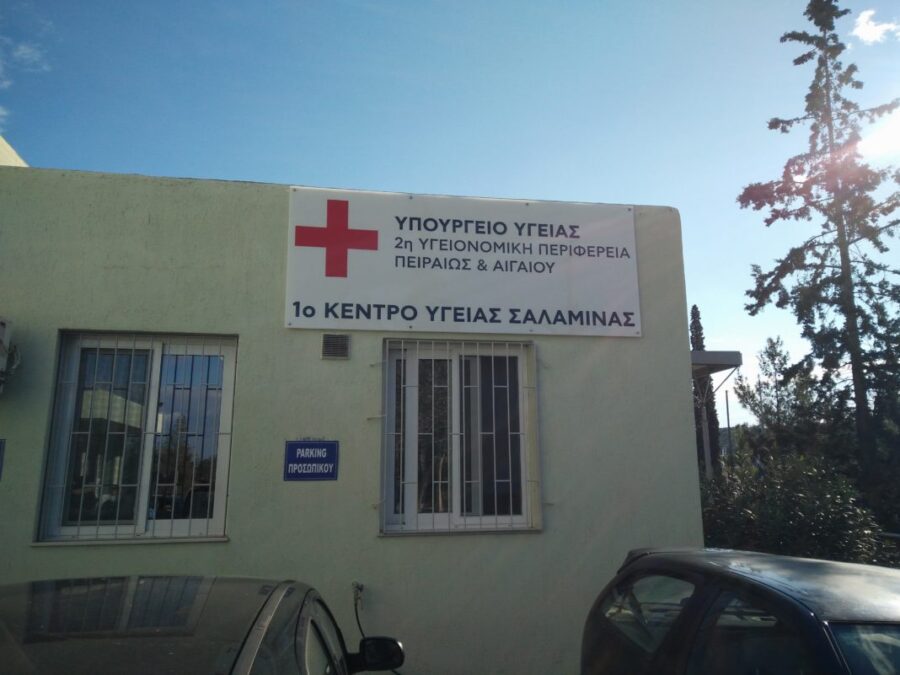 ΥΠΟΥΡΓΕΙΟ ΥΓΕΙΑΣ
2η ΥΓΕΙΟΝΟΜΙΚΗ ΠΕΡΙΦΕΡΕΙΑ
ΠΕΙΡΑΙΩΣ & ΑΙΓΑΙΟΥ
1ο ΚΕΝΤΡΟ ΥΓΕΙΑΣ ΣΑΛΑΜΙΝΑΣ
PARKING
ΠΡΟΣΩΠΙΚΟΥ